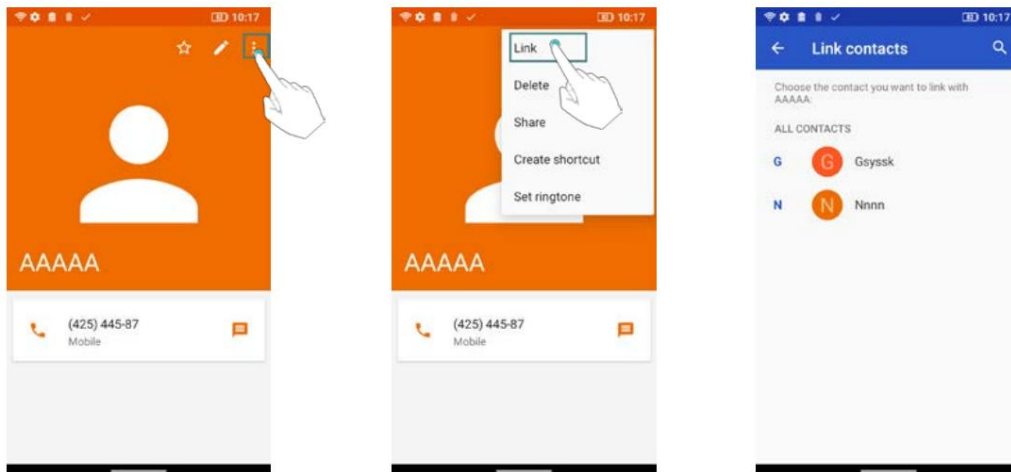 10:17
AAAAA
(425) 445-87
Mobile
10:17
Link
Delete
Share
Create shortcut
Set ringtone
AAAAA
(425) 445-87
Mobile
10:17
Link contacts
Choose the contact you want to link with
AAAAA.
ALL CONTACTS
G G Gsyssk
N N Nnnn